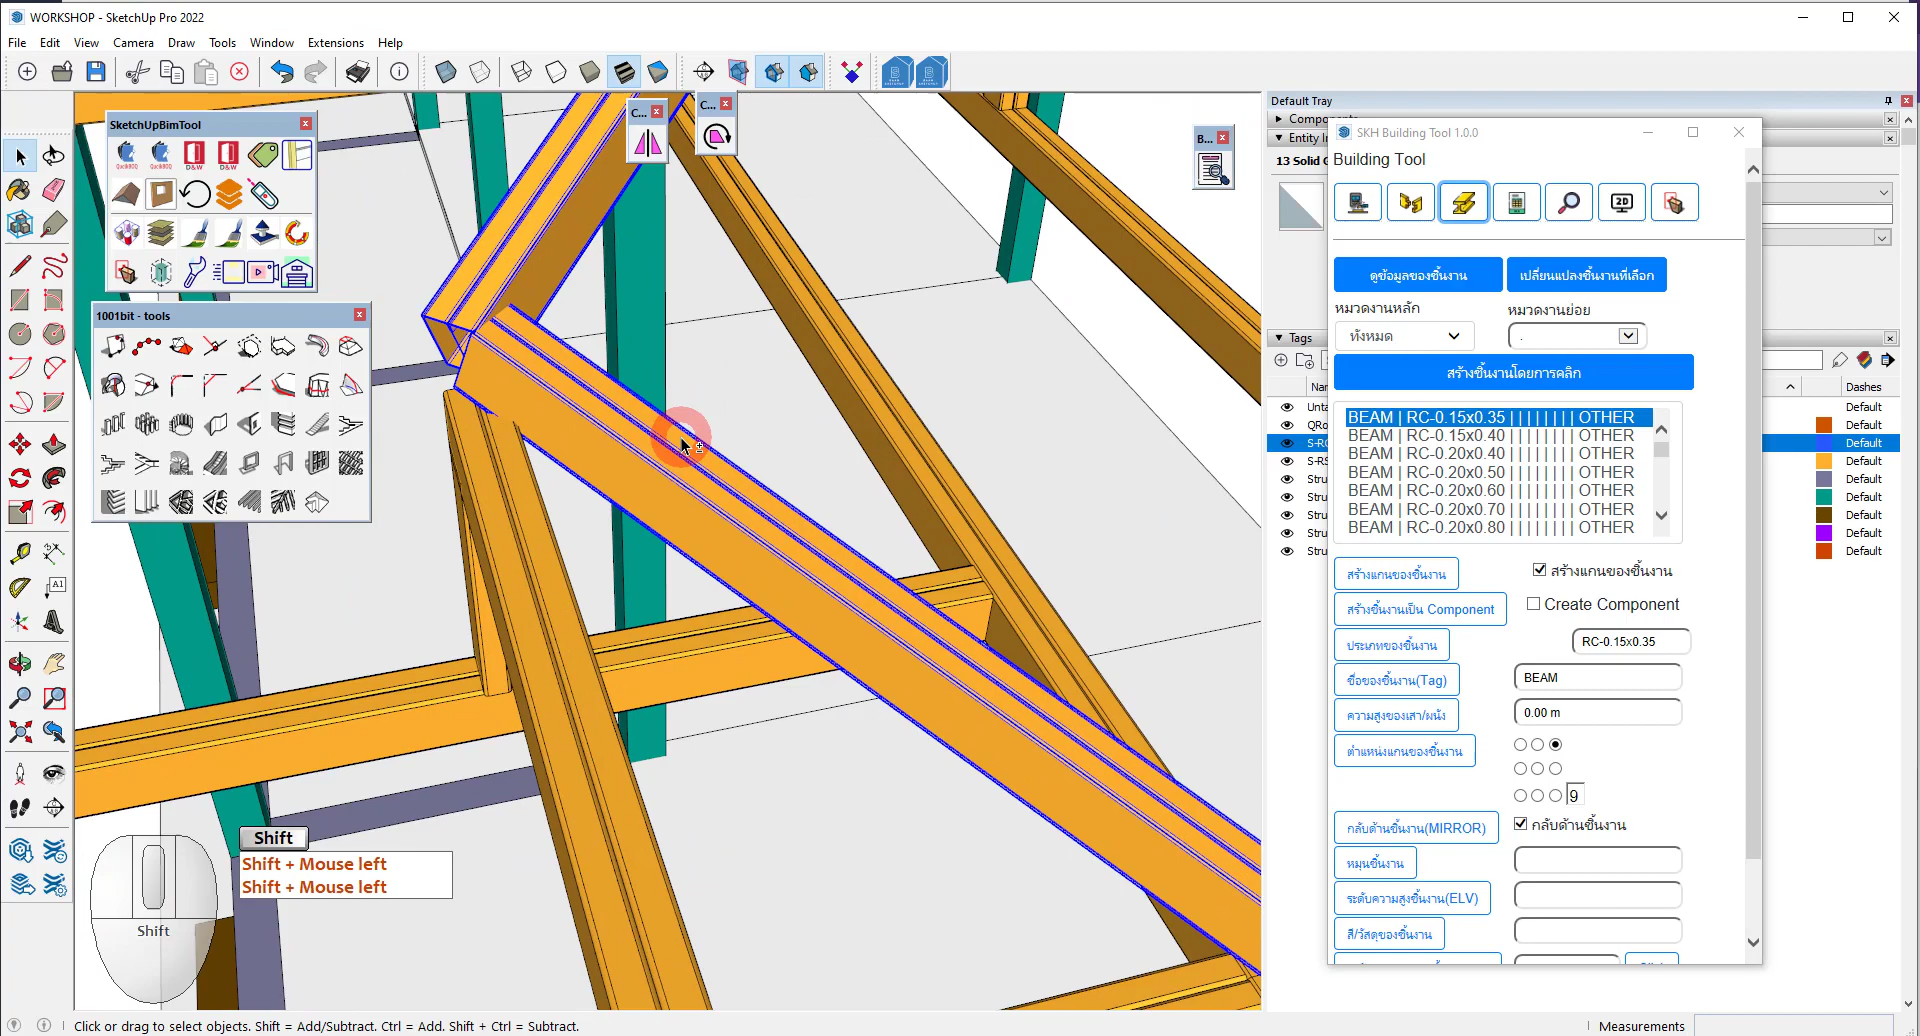 WORKSHOP - SketchUp Pro 2022
File Edit View Camera Draw Tools Window Extensions Help
SketchUpBimTool
QuickBOQ QuickBOQ D&W D&W
1001bit - tools
C...
C...
B...
A1
Default Tray
Entity In
13 Solid G
Tags
Dashes
Unta Default
QRo Default
Default
Default
Stru Default
Stru Default
Stru Default
Stru Default
Stru Default
SKH Building Tool 1.0.0
Building Tool
2D
ดูข้อมูลของชิ้นงาน
เปลี่ยนแปลงชิ้นงานที่เลือก
หมวดงานหลัก
หมวดงานย่อย
ทั้งหมด
.
สร้างชิ้นงานโดยการคลิก
BEAM | RC-0.15x0.35 | | | | | | | | OTHER
BEAM | RC-0.15x0.40 | | | | | | | | OTHER
BEAM | RC-0.20x0.40 | | | | | | | | OTHER
BEAM | RC-0.20x0.50 | | | | | | | | OTHER
BEAM | RC-0.20x0.60 | | | | | | | | OTHER
BEAM | RC-0.20x0.70 | | | | | | | | OTHER
BEAM | RC-0.20x0.80 | | | | | | | | OTHER
สร้างแกนของชิ้นงาน
สร้างแกนของชิ้นงาน
สร้างชิ้นงานเป็น Component
Create Component
ประเภทของชิ้นงาน
RC-0.15x0.35
ชื่อของชิ้นงาน(Tag)
BEAM
ความสูงของเสา/ผนัง
0.00 m
ตำแหน่งแกนของชิ้นงาน
9
กลับด้านชิ้นงาน(MIRROR)
กลับด้านชิ้นงาน
หมุนชิ้นงาน
ระดับความสูงชิ้นงาน(ELV)
สี/วัสดุของชิ้นงาน
Shift
Shift + Mouse left
Shift + Mouse left
Shift
Click or drag to select objects. Shift = Add/Subtract. Ctrl = Add. Shift + Ctrl = Subtract.
Measurements